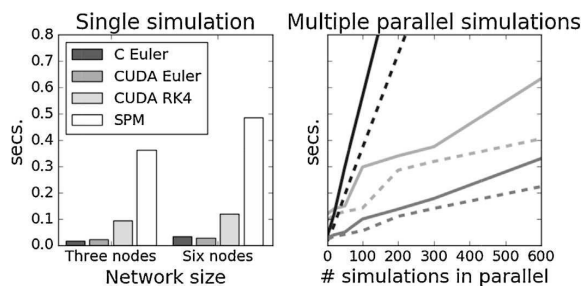 Single simulation
0.8
0.7
0.6
0.5
0.4
0.3
0.2
0.1
0.0
secs.
C Euler
CUDA Euler
CUDA RK4
SPM
Three nodes Six nodes
Network size
Multiple parallel simulations
secs.
0 100 200 300 400 500 600
# simulations in parallel